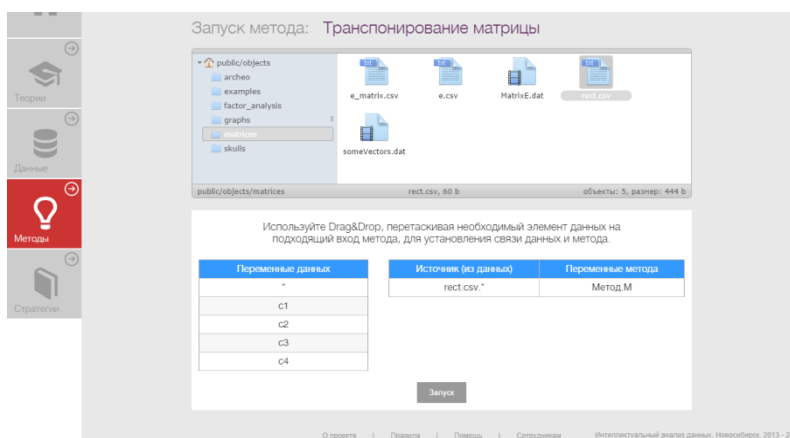 Запуск метода: Транспонирование матрицы
Теории
Данные
Методы
Стратегии
public/objects
archeo
examples
factor_analysis
graphs
matrices
skulls
e_matrix.csv
e.csv
MatrixE.dat
rect.csv
someVectors.dat
public/objects/matrices rect.csv, 60 b объекты: 5, размер: 444 b
Используйте Drag&Drop, перетаскивая необходимый элемент данных на
подходящий вход метода, для установления связи данных и метода.
Переменные данных
*
c1
c2
c3
c4
Источник (из данных) Переменные метода
rect.csv.* Метод.M
Запуск
О проекте | Правила | Помощь | Сотрудникам Интеллектуальный анализ данных, Новосибирск, 2013 - 2